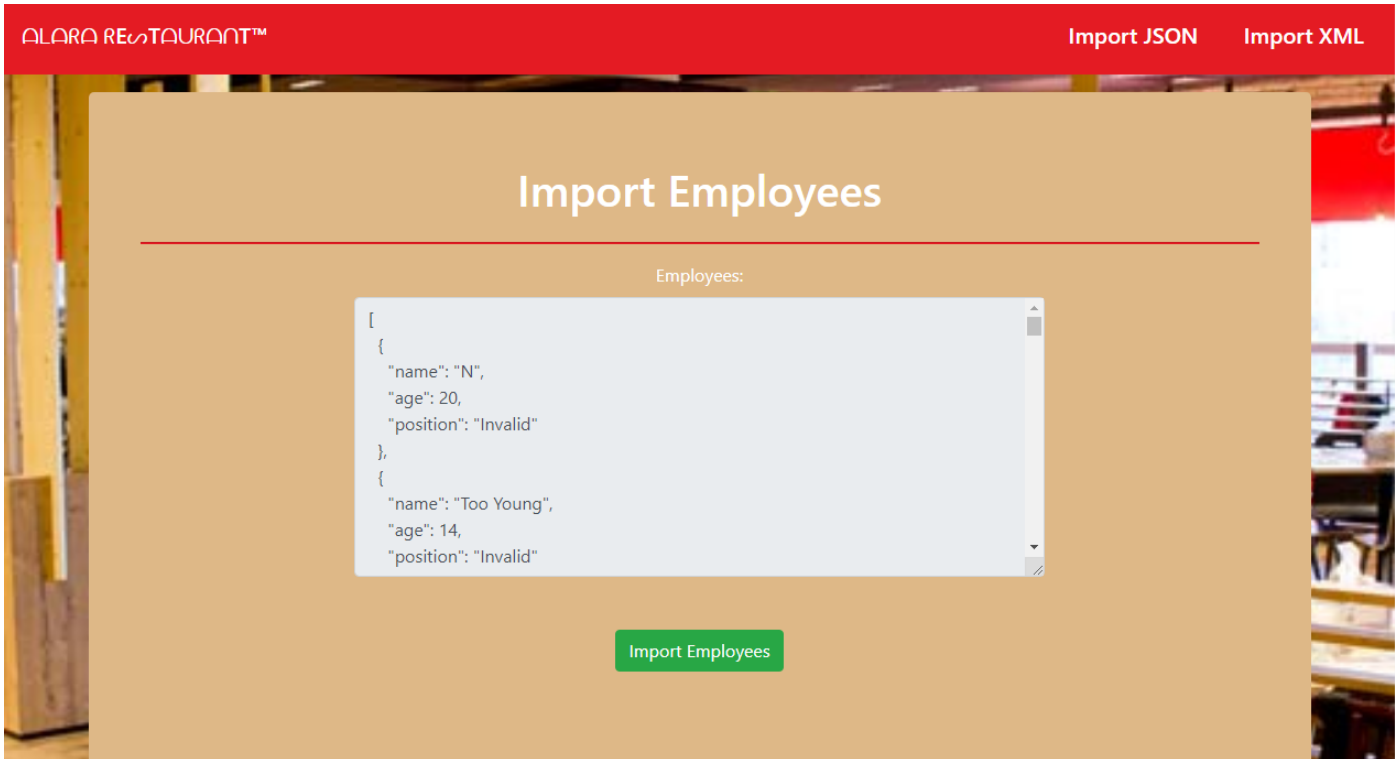 ALARA REᔕTAURANT™
Import JSON
Import XML
Import Employees
Employees:
[
{
"name": "N",
"age": 20,
"position": "Invalid"
},
{
"name": "Too Young",
"age": 14,
"position": "Invalid"
Import Employees